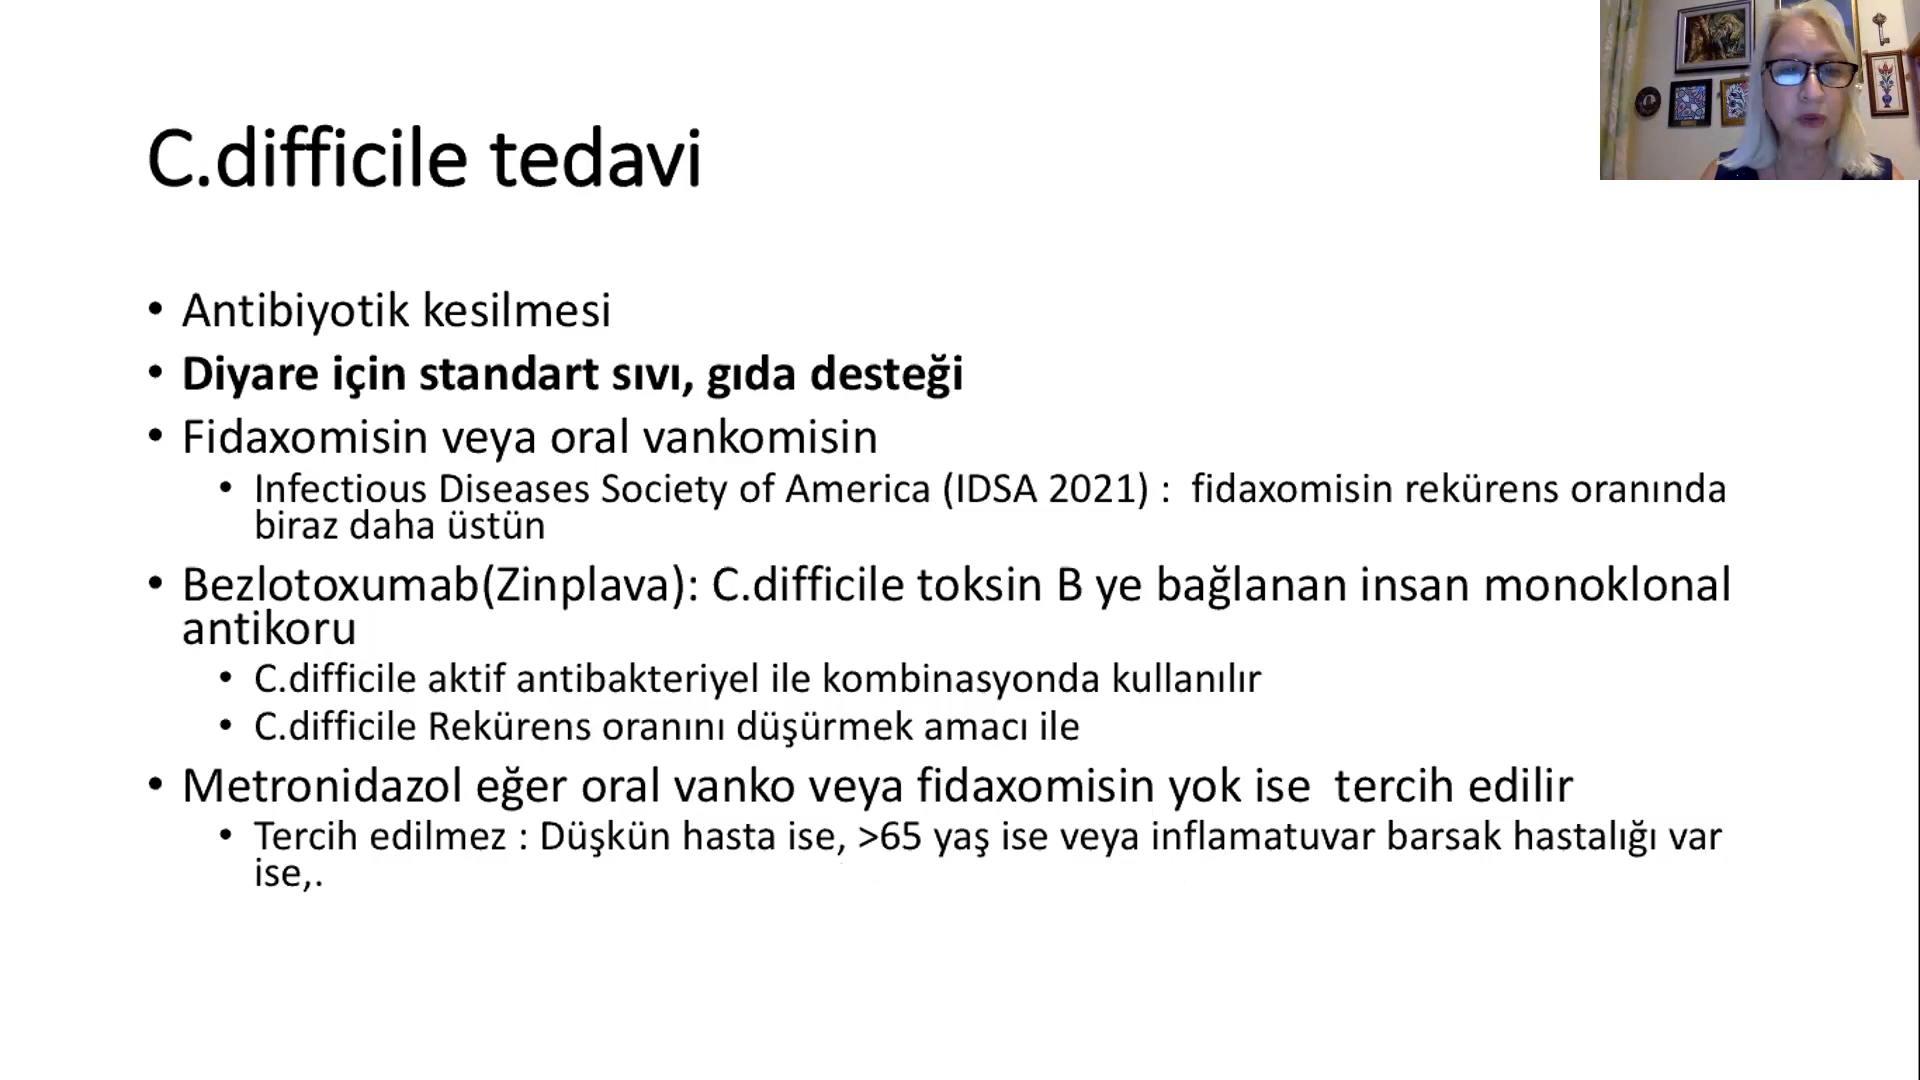 C.difficile tedavi
• Antibiyotik kesilmesi
• Diyare için standart sıvı, gıda desteği
• Fidaxomisin veya oral vankomisin
• Infectious Diseases Society of America (IDSA 2021) : fidaxomisin rekürens oranında
biraz daha üstün
• Bezlotoxumab(Zinplava): C.difficile toksin B ye bağlanan insan monoklonal
antikoru
• C.difficile aktif antibakteriyel ile kombinasyonda kullanılır
• C.difficile Rekürens oranını düşürmek amacı ile
• Metronidazol eğer oral vanko veya fidaxomisin yok ise tercih edilir
• Tercih edilmez : Düşkün hasta ise, >65 yaş ise veya inflamatuvar barsak hastalığı var
ise,.